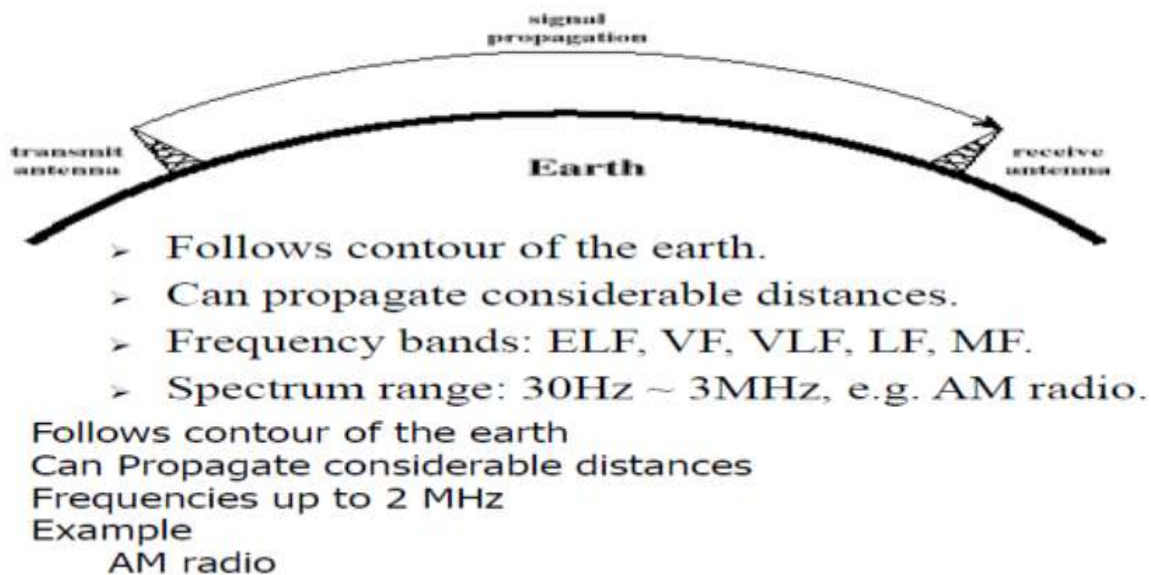 signal
propagation
transmit
antenna
Earth
receive
antenna
➢ Follows contour of the earth.
➢ Can propagate considerable distances.
➢ Frequency bands: ELF, VF, VLF, LF, MF.
➢ Spectrum range: 30Hz ~ 3MHz, e.g. AM radio.
Follows contour of the earth
Can Propagate considerable distances
Frequencies up to 2 MHz
Example
AM radio